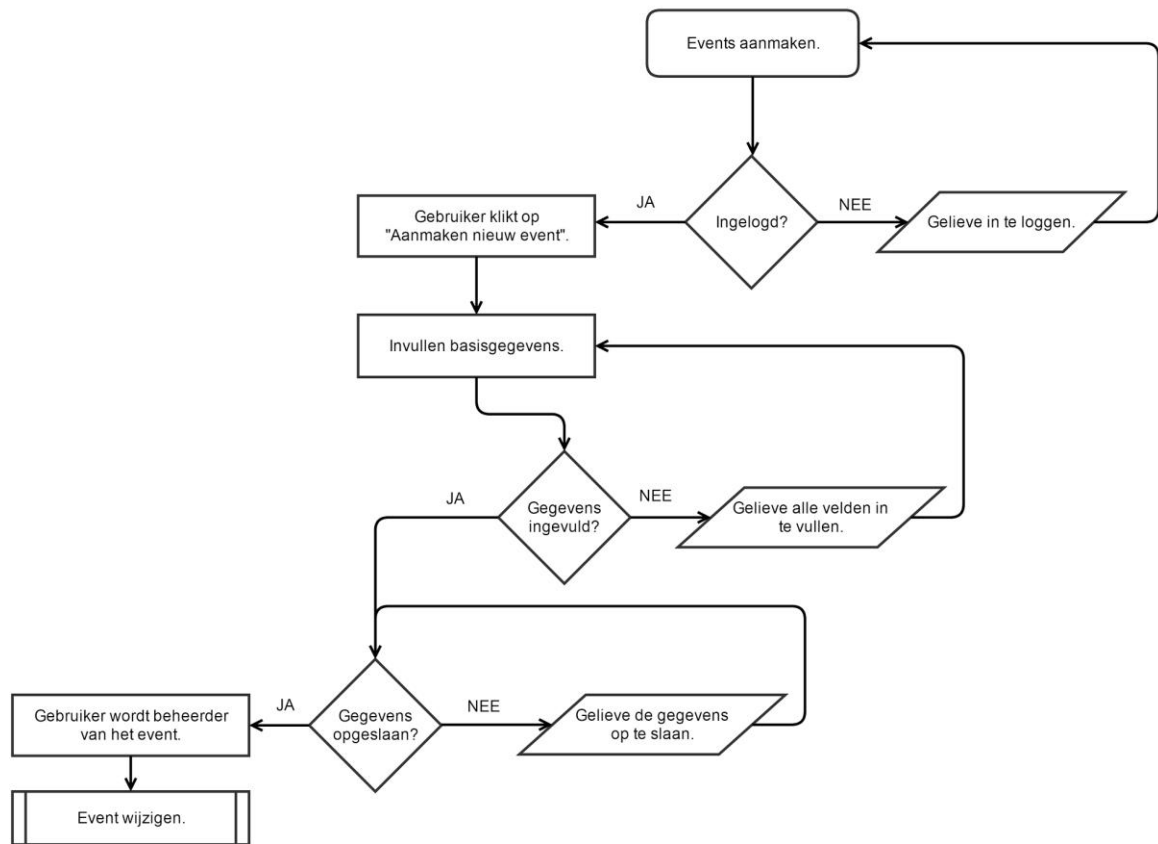 Events aanmaken.
Ingelogd?
JA
NEE
Gebruiker klikt op
"Aanmaken nieuw event".
Gelieve in te loggen.
Invullen basisgegevens.
Gegevens
ingevuld?
JA
NEE
Gelieve alle velden in
te vullen.
Gegevens
opgeslaan?
JA
NEE
Gebruiker wordt beheerder
van het event.
Gelieve de gegevens
op te slaan.
Event wijzigen.